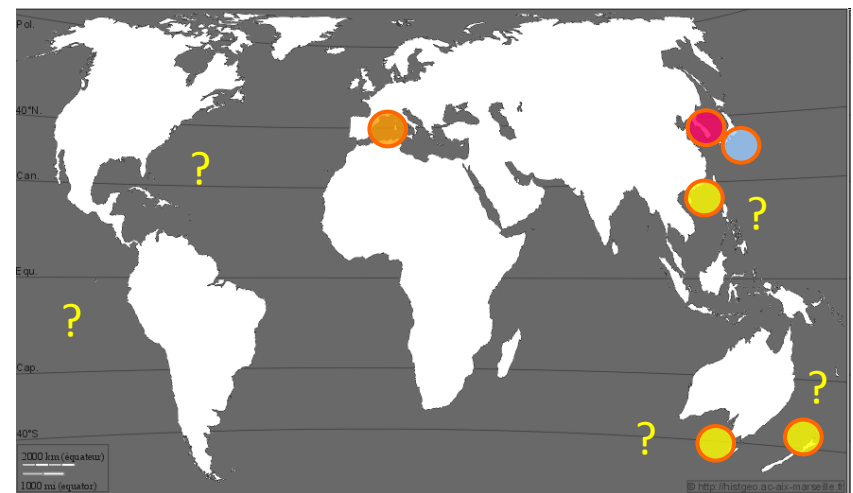 Pol.
40°N.
?
Can.
?
Equ.
?
Cap.
?
?
40°S
2000 km (équateur)
1000 mi (equator)
© http://histgeo.ac-aix-marseille.fr